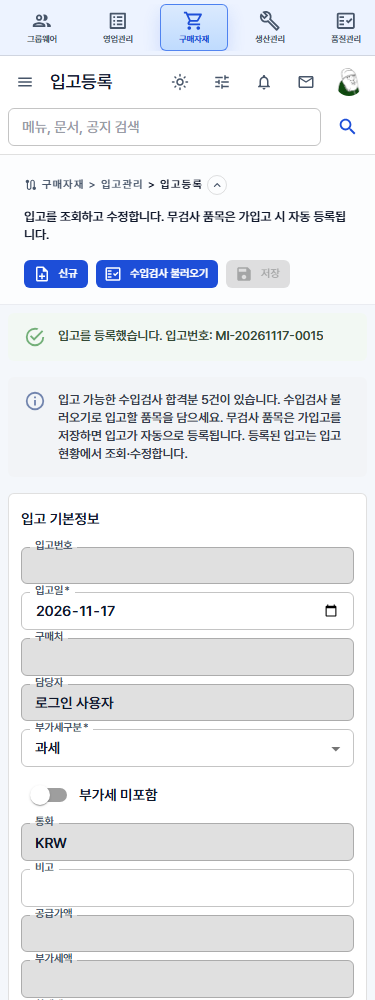 그룹웨어
영업관리
구매자재
생산관리
품질관리
입고등록
메뉴, 문서, 공지 검색
구매자재 > 입고관리 > 입고등록
입고를 조회하고 수정합니다. 무검사 품목은 가입고 시 자동 등록됩
니다.
신규
수입검사 불러오기
저장
입고를 등록했습니다. 입고번호: MI-20261117-0015
입고 가능한 수입검사 합격분 5건이 있습니다. 수입검사 불
러오기로 입고할 품목을 담으세요. 무검사 품목은 가입고를
저장하면 입고가 자동으로 등록됩니다. 등록된 입고는 입고
현황에서 조회·수정합니다.
입고 기본정보
입고번호
입고일 *
2026-11-17
구매처
담당자
로그인 사용자
부가세구분 *
과세
부가세 미포함
통화
KRW
비고
공급가액
부가세액